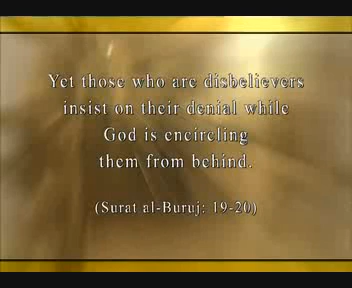 Yet those who are disbelievers
insist on their denial while
God is encircling
them from behind.
(Surat al-Buruj: 19-20)